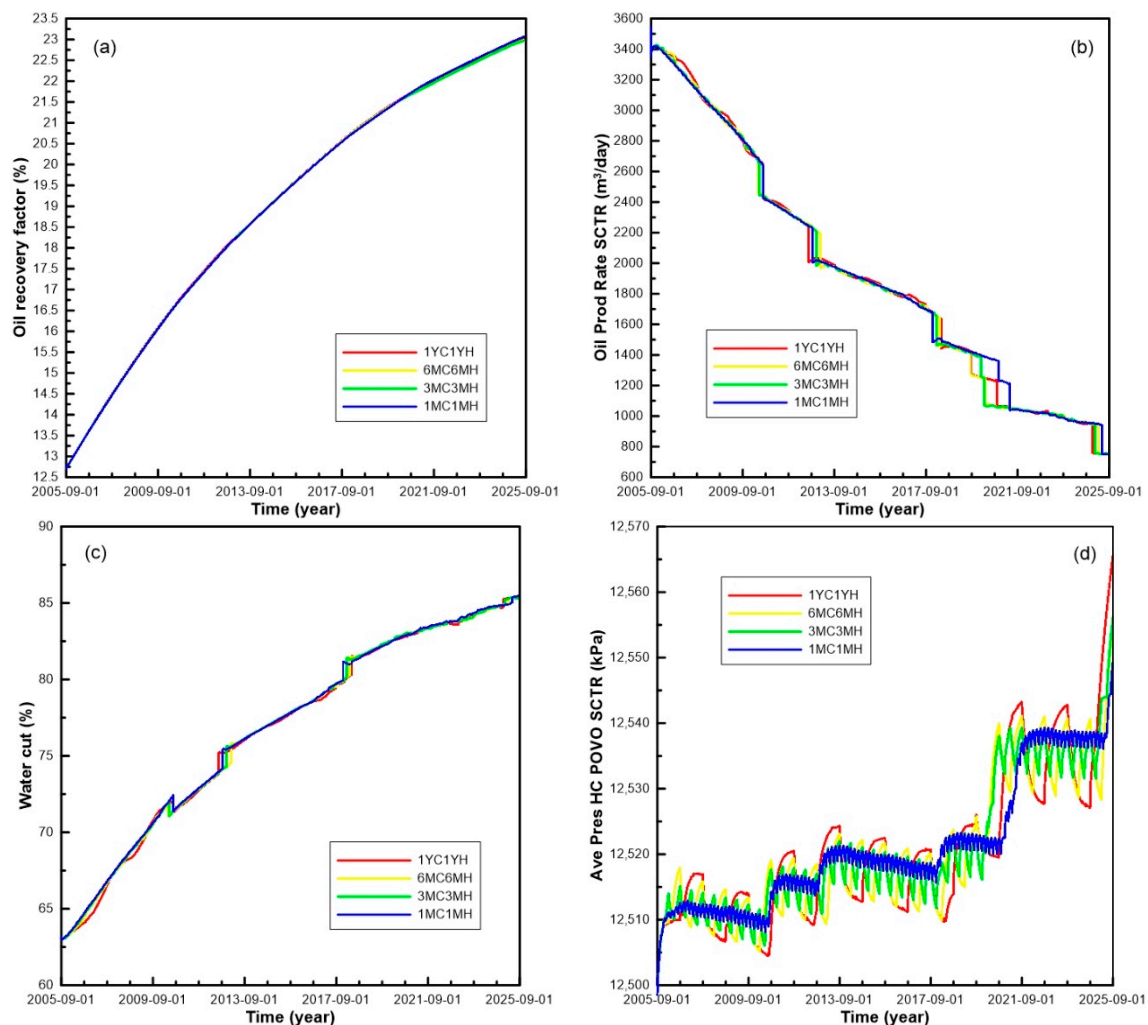 (a)
Oil recovery factor (%)
23.5
23
22.5
22
21.5
21
20.5
20
19.5
19
18.5
18
17.5
17
16.5
16
15.5
15
14.5
14
13.5
13
12.5
1YC1YH
6MC6MH
3MC3MH
1MC1MH
2005-09-01 2009-09-01 2013-09-01 2017-09-01 2021-09-01 2025-09-01
Time (year)
(b)
Oil Prod Rate SCTR (m³/day)
3600
3400
3200
3000
2800
2600
2400
2200
2000
1800
1600
1400
1200
1000
800
600
1YC1YH
6MC6MH
3MC3MH
1MC1MH
2005-09-01 2009-09-01 2013-09-01 2017-09-01 2021-09-01 2025-09-01
Time (year)
(c)
Water cut (%)
90
85
80
75
70
65
60
1YC1YH
6MC6MH
3MC3MH
1MC1MH
2005-09-01 2009-09-01 2013-09-01 2017-09-01 2021-09-01 2025-09-01
Time (year)
(d)
Ave Pres HC POVO SCTR (kPa)
12,570
12,560
12,550
12,540
12,530
12,520
12,510
12,500
1YC1YH
6MC6MH
3MC3MH
1MC1MH
2005-09-01 2009-09-01 2013-09-01 2017-09-01 2021-09-01 2025-09-01
Time (year)